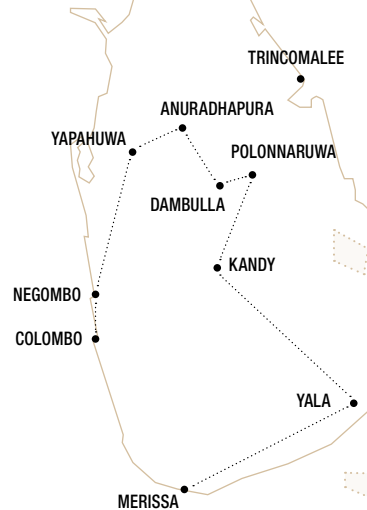 TRINCOMALEE
ANURADHAPURA
YAPAHUWA
POLONNARUWA
DAMBULLA
KANDY
NEGOMBO
COLOMBO
YALA
MERISSA